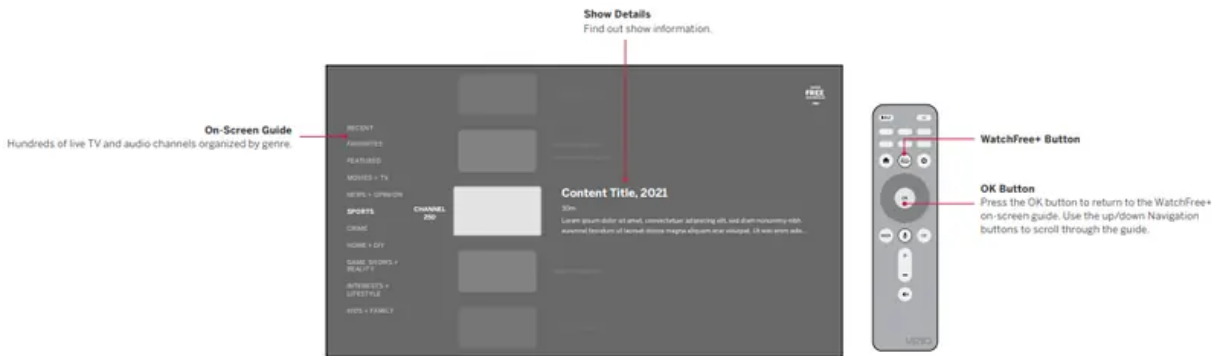 Show Details
Find out show information.
On-Screen Guide
Hundreds of live TV and audio channels organized by genre.
RECENT
FAVORITES
FEATURED
MOVIES + TV
NEWS + OPINION
SPORTS
CRIME
HOME + DIY
GAME SHOWS +
REALITY
INTERESTS +
LIFESTYLE
KIDS + FAMILY
CHANNEL
250
FREE
Content Title, 2021
30m
Lorem ipsum dolor sit amet, consectetuer adipiscing elit, sed diam nonummy nibh
euismod tincidunt ut laoreet dolore magna aliquam erat volutpat. Ut wisi enim
WatchFree+ Button
OK Button
Press the OK button to return to the WatchFree+
on-screen guide. Use the up/down Navigation
buttons to scroll through the guide.
OK
VIZIO